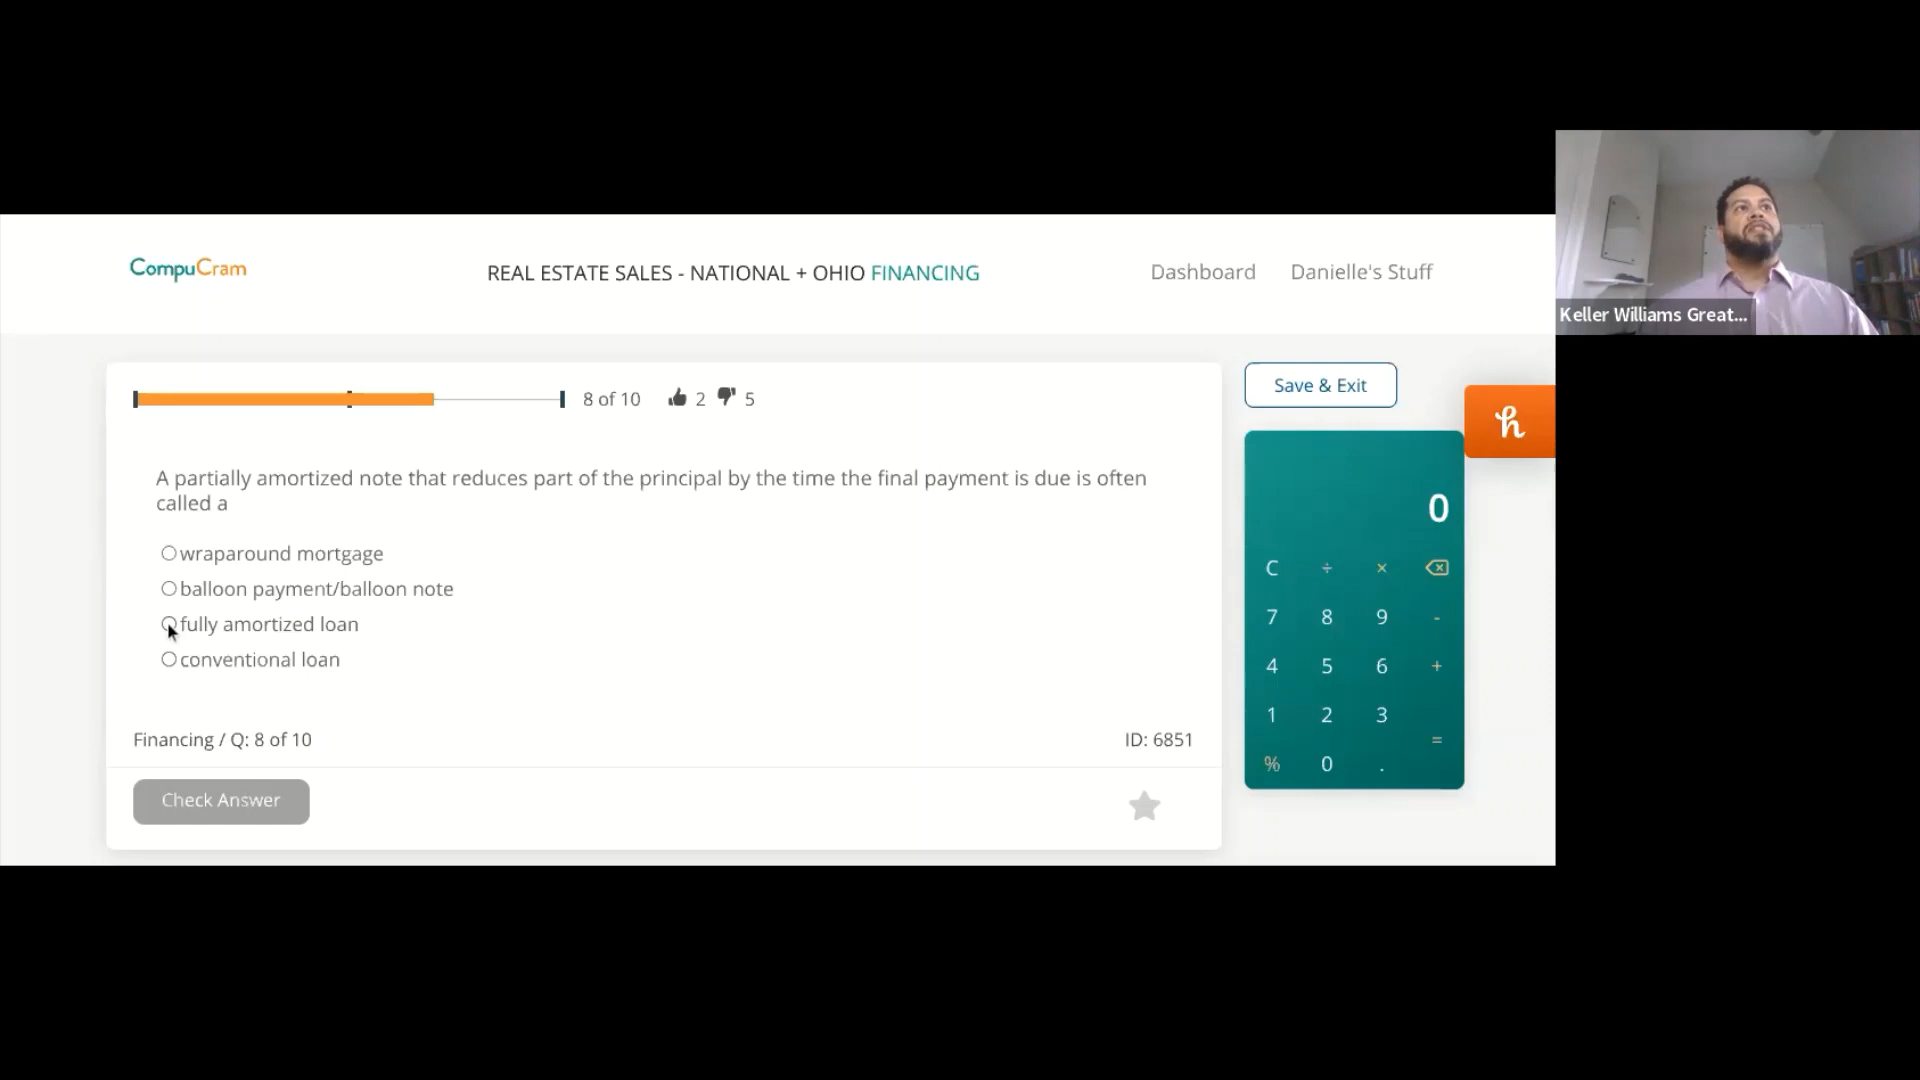 CompuCram
REAL ESTATE SALES - NATIONAL + OHIO FINANCING
Dashboard
Danielle's Stuff
Keller Williams Great...
8 of 10
2
5
Save & Exit
h
A partially amortized note that reduces part of the principal by the time the final payment is due is often
called a
wraparound mortgage
balloon payment/balloon note
fully amortized loan
conventional loan
Financing / Q: 8 of 10
ID: 6851
Check Answer
0
C ÷ ×
7 8 9 -
4 5 6 +
1 2 3
=
% 0 .